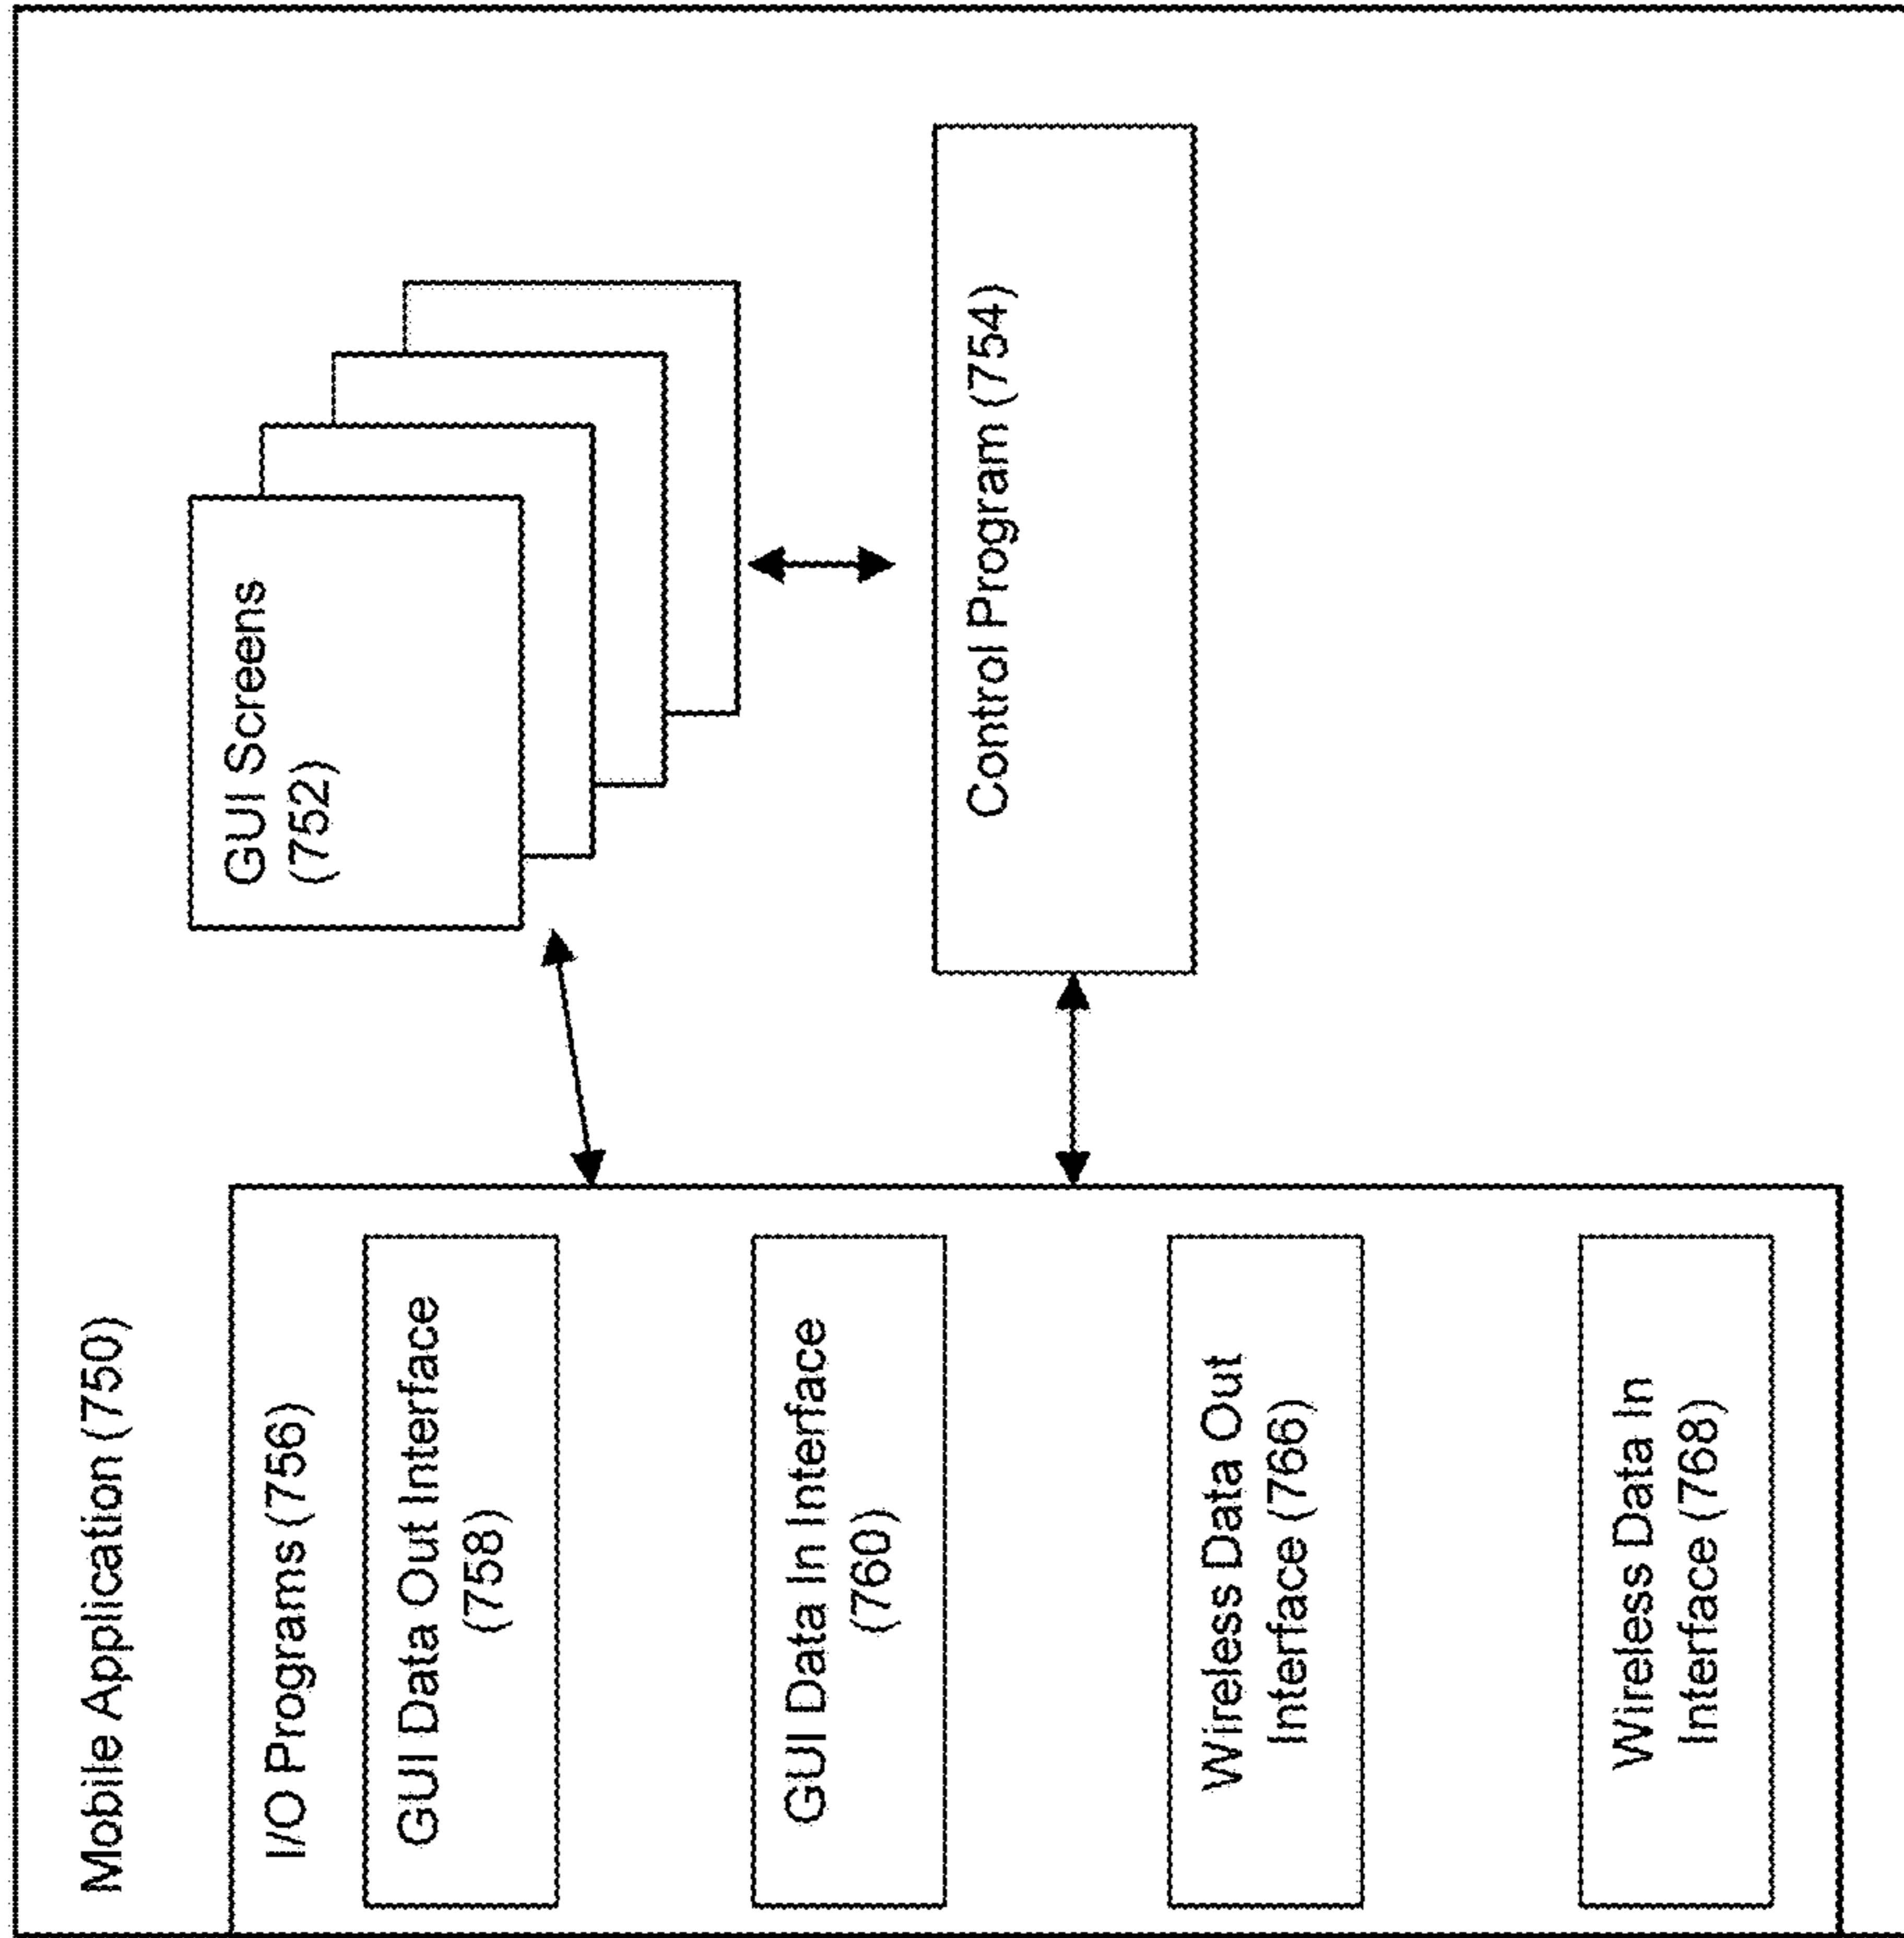 Mobile Application (750)
I/O Programs (756)
GUI Data Out Interface
(758)
GUI Data In Interface
(760)
Wireless Data Out
Interface (766)
Wireless Data In
Interface (768)
GUI Screens
(752)
Control Program (754)